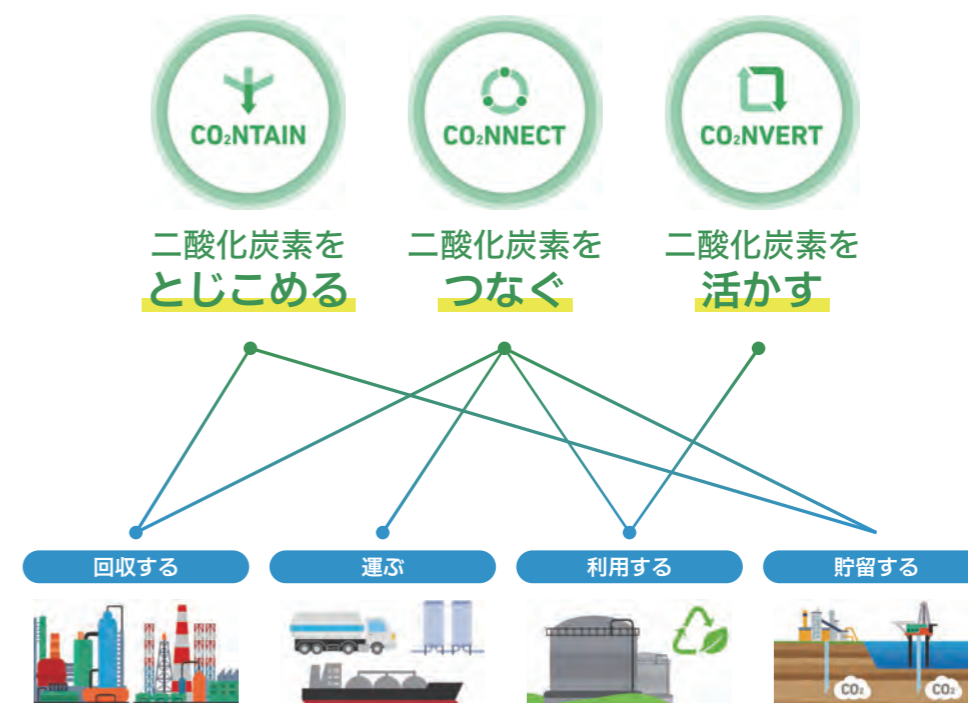 CO₂NTAIN
CO₂NNECT
CO₂NVERT
二酸化炭素を
とじこめる
二酸化炭素を
つなぐ
二酸化炭素を
活かす
回収する
運ぶ
利用する
貯留する
CO₂
CO₂